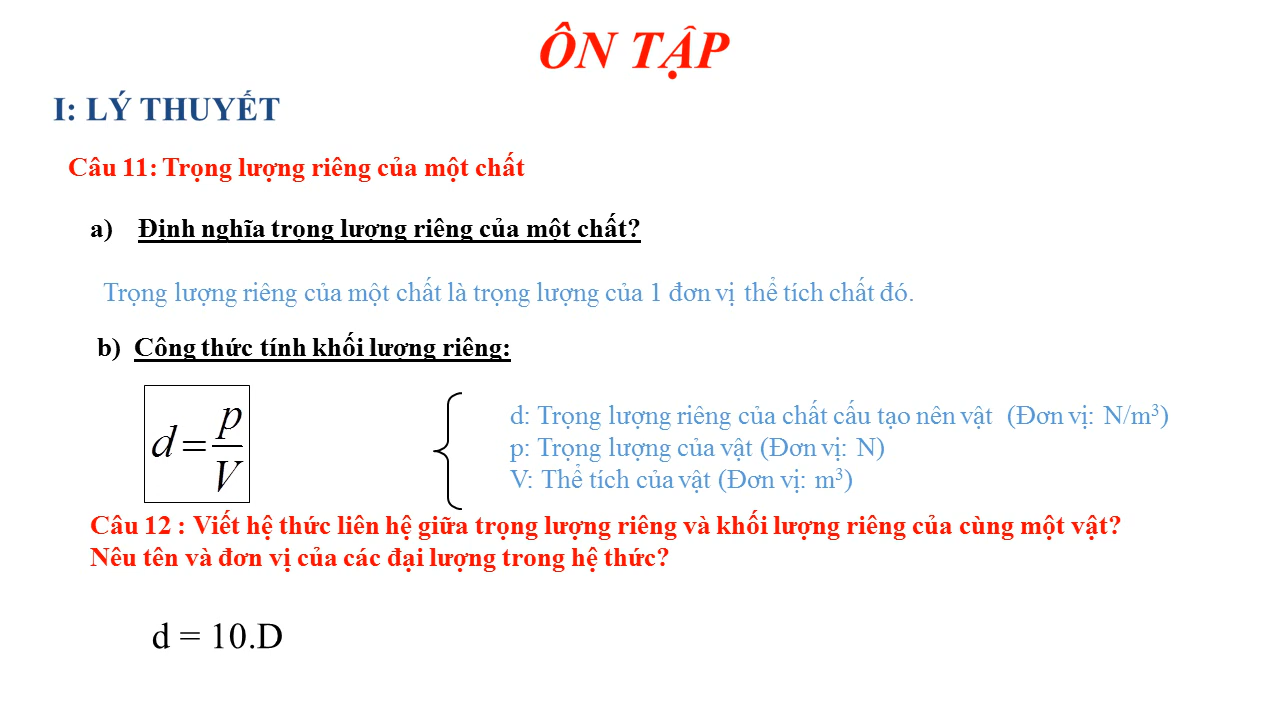 ÔN TẬP
I: LÝ THUYẾT
Câu 11: Trọng lượng riêng của một chất
a) Định nghĩa trọng lượng riêng của một chất?
Trọng lượng riêng của một chất là trọng lượng của 1 đơn vị thể tích chất đó.
b) Công thức tính khối lượng riêng:
d = p/V
d: Trọng lượng riêng của chất cấu tạo nên vật (Đơn vị: N/m³)
p: Trọng lượng của vật (Đơn vị: N)
V: Thể tích của vật (Đơn vị: m³)
Câu 12 : Viết hệ thức liên hệ giữa trọng lượng riêng và khối lượng riêng của cùng một vật?
Nêu tên và đơn vị của các đại lượng trong hệ thức?
d = 10.D